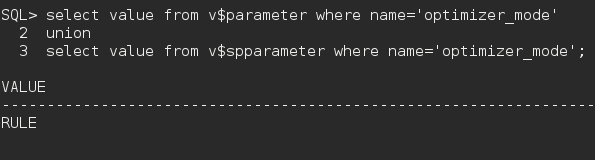 SQL> select value from v$parameter where name='optimizer_mode'
  2  union
  3  select value from v$spparameter where name='optimizer_mode';
VALUE
--------------------------------------------------------------------------------
RULE